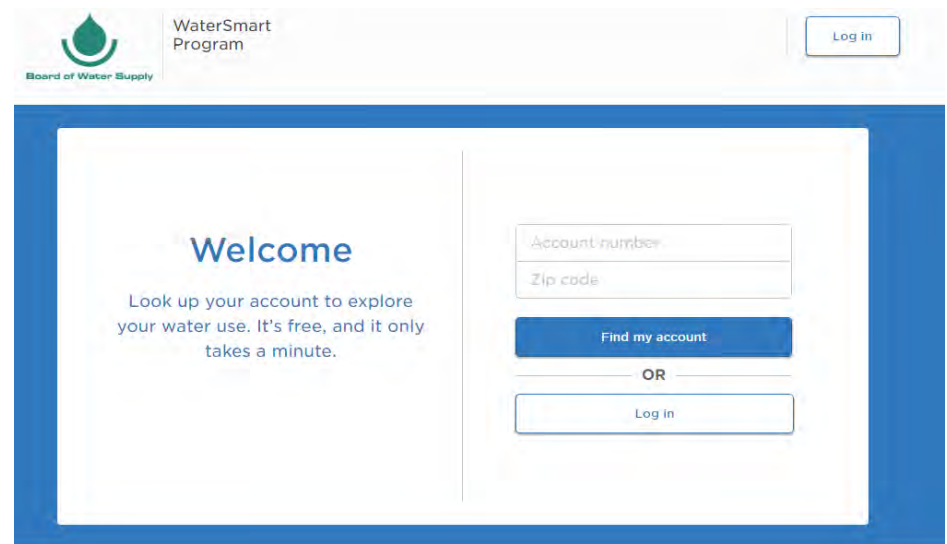 WaterSmart
Program
Board of Water Supply
Log in
Welcome
Look up your account to explore
your water use. It's free, and it only
takes a minute.
Account number
Zip code
Find my account
OR
Log in